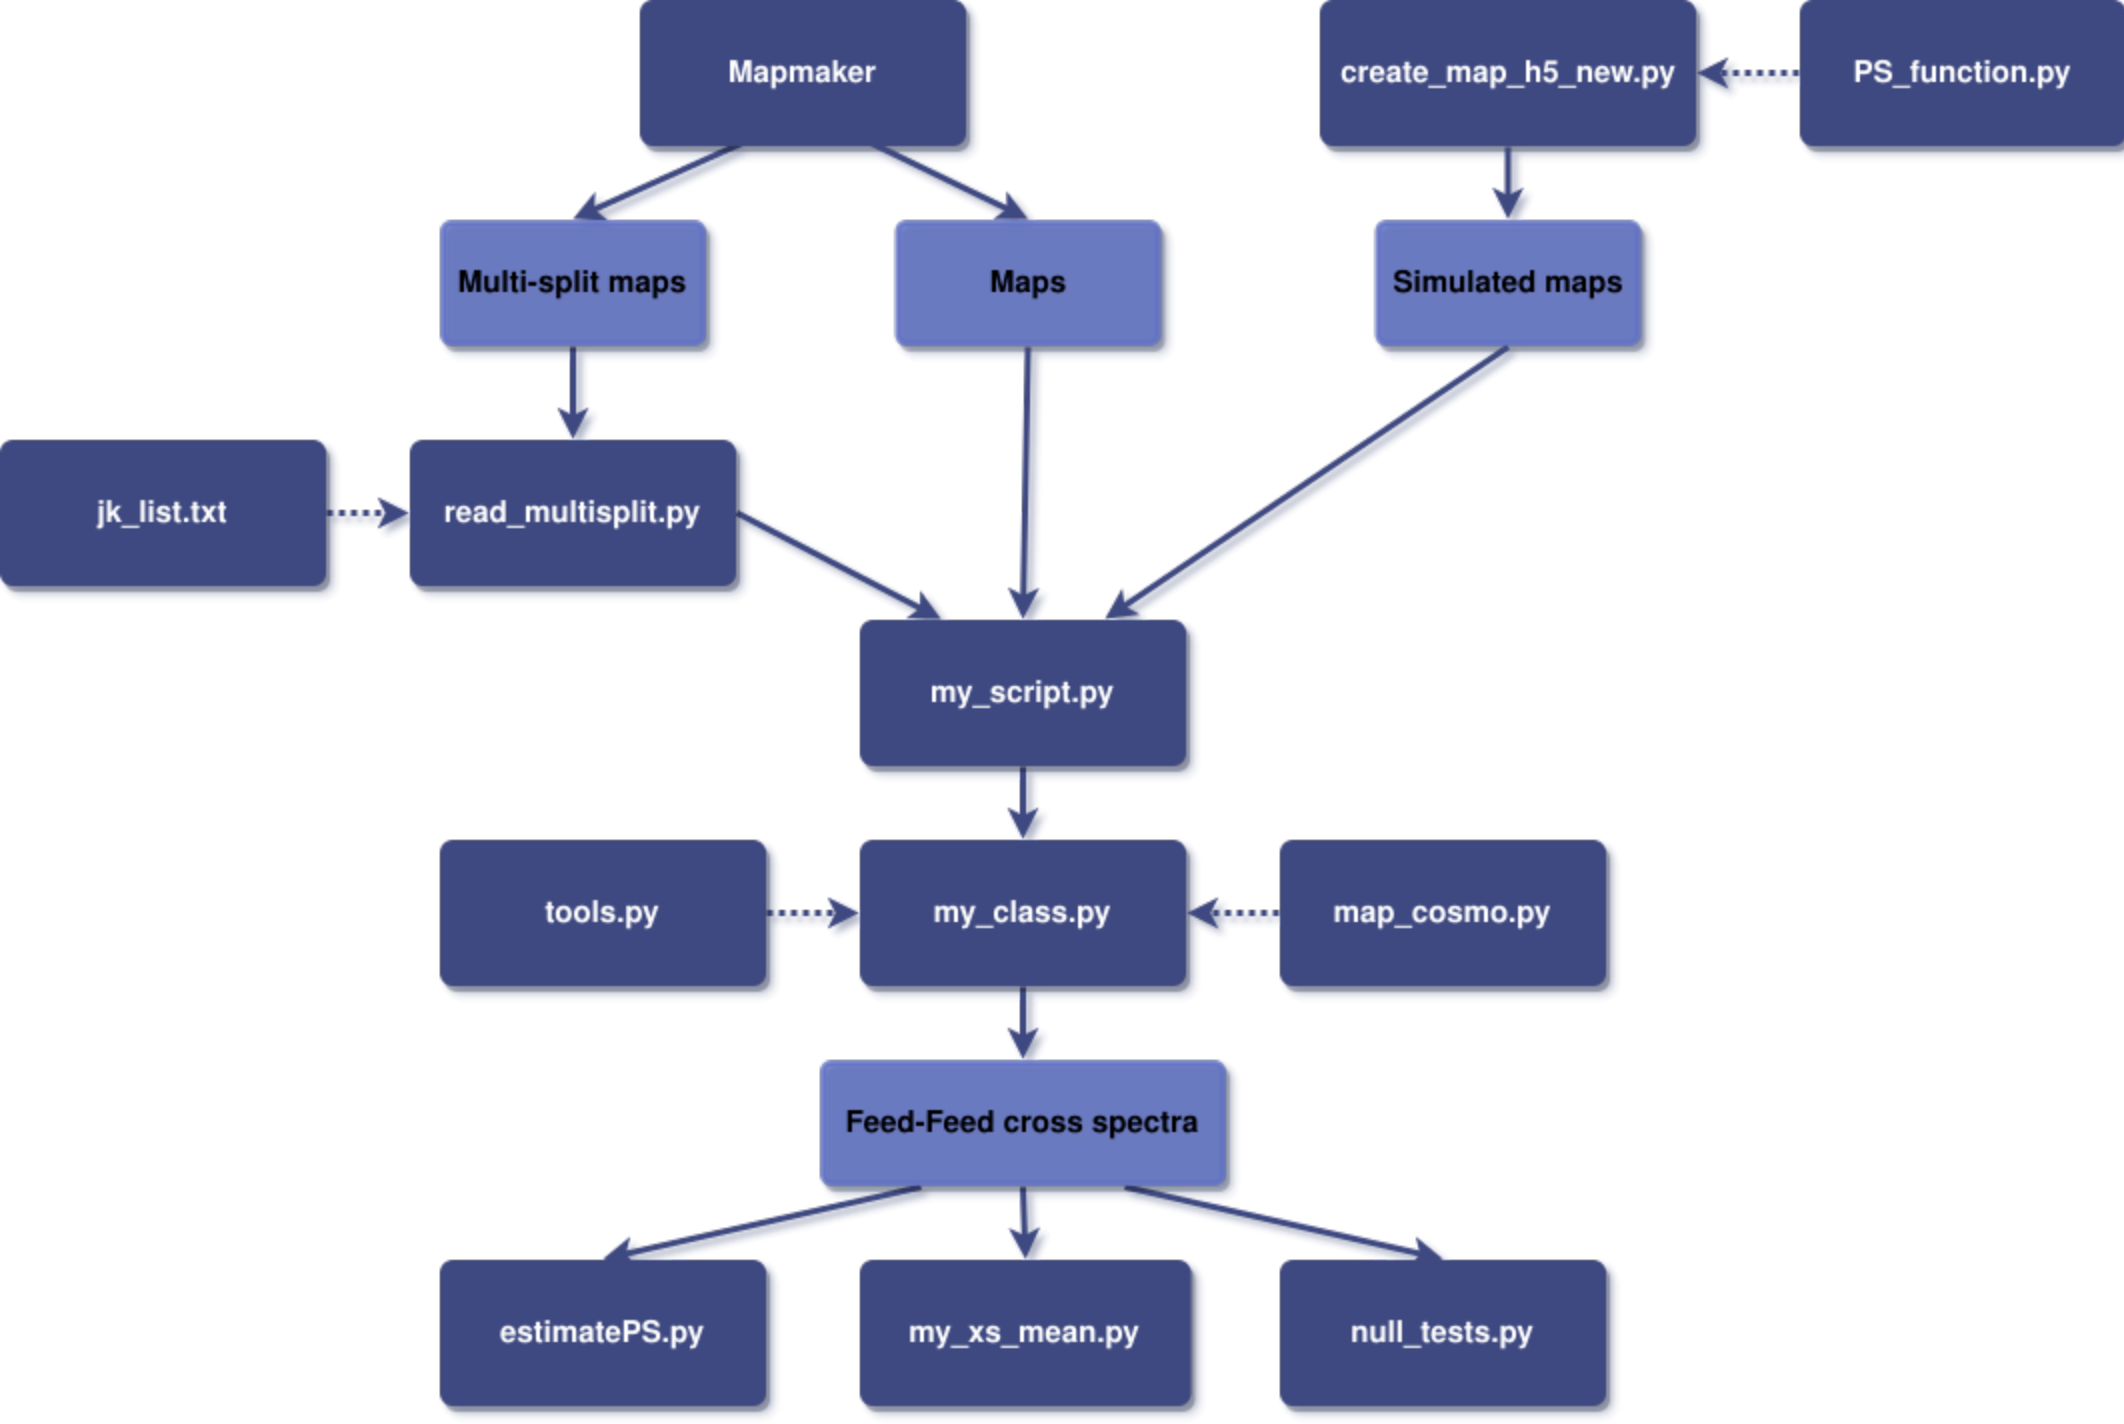 Mapmaker
create_map_h5_new.py
PS_function.py
Multi-split maps
Maps
Simulated maps
jk_list.txt
read_multisplit.py
my_script.py
tools.py
my_class.py
map_cosmo.py
Feed-Feed cross spectra
estimatePS.py
my_xs_mean.py
null_tests.py